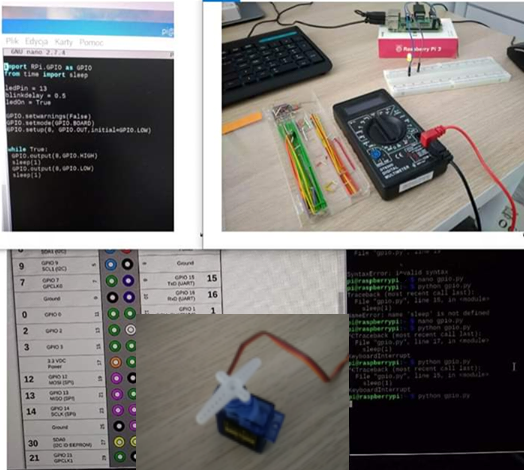 Plik Edycja Karty Pomoc
GNU nano 2.7.4
import RPi.GPIO as GPIO
from time import sleep
ledPin = 13
blinkdelay = 0.5
ledOn = True
GPIO.setwarnings(False)
GPIO.setmode(GPIO.BOARD)
GPIO.setup(8, GPIO.OUT,initial=GPIO.LOW)
while True:
GPIO.output(8,GPIO.HIGH)
sleep(1)
GPIO.output(8,GPIO.LOW)
sleep(1)
Raspberry Pi 3
DIGITAL
8
SDA1 (I2C)
9
GPIO 9
SCL1 (I2C)
7
GPIO 7
GPCLK0
Ground
0
GPIO 0
2
GPIO 2
3
GPIO 3
3.3 VDC
Power
12
GPIO 12
MOSI (SPI)
13
GPIO 13
MISO (SPI)
14
GPIO 14
SCLK (SPI)
Ground
30
SDA0
(I2C ID EEPROM)
21
GPIO 21
GPCLK1
Ground
GPIO 15
TxD (UART)
15
GPIO 16
RxD (UART)
16
GPIO 1
1
SyntaxError: invalid syntax
pi@raspberrypi: $ nano gpio.py
pi@raspberrypi: $ python gpio.py
Traceback (most recent call last):
File "gpio.py", line 15, in <module>
sleep(1)
NameError: name 'sleep' is not defined
pi@raspberrypi: $ nano gpio.py
pi@raspberrypi: $ python gpio.py
Traceback (most recent call last):
File "gpio.py", line 17, in <module>
sleep(1)
KeyboardInterrupt
pi@raspberrypi: $ python gpio.py
Traceback (most recent call last):
File "gpio.py", line 15, in <module>
sleep(1)
KeyboardInterrupt
pi@raspberrypi: $ python gpio.py